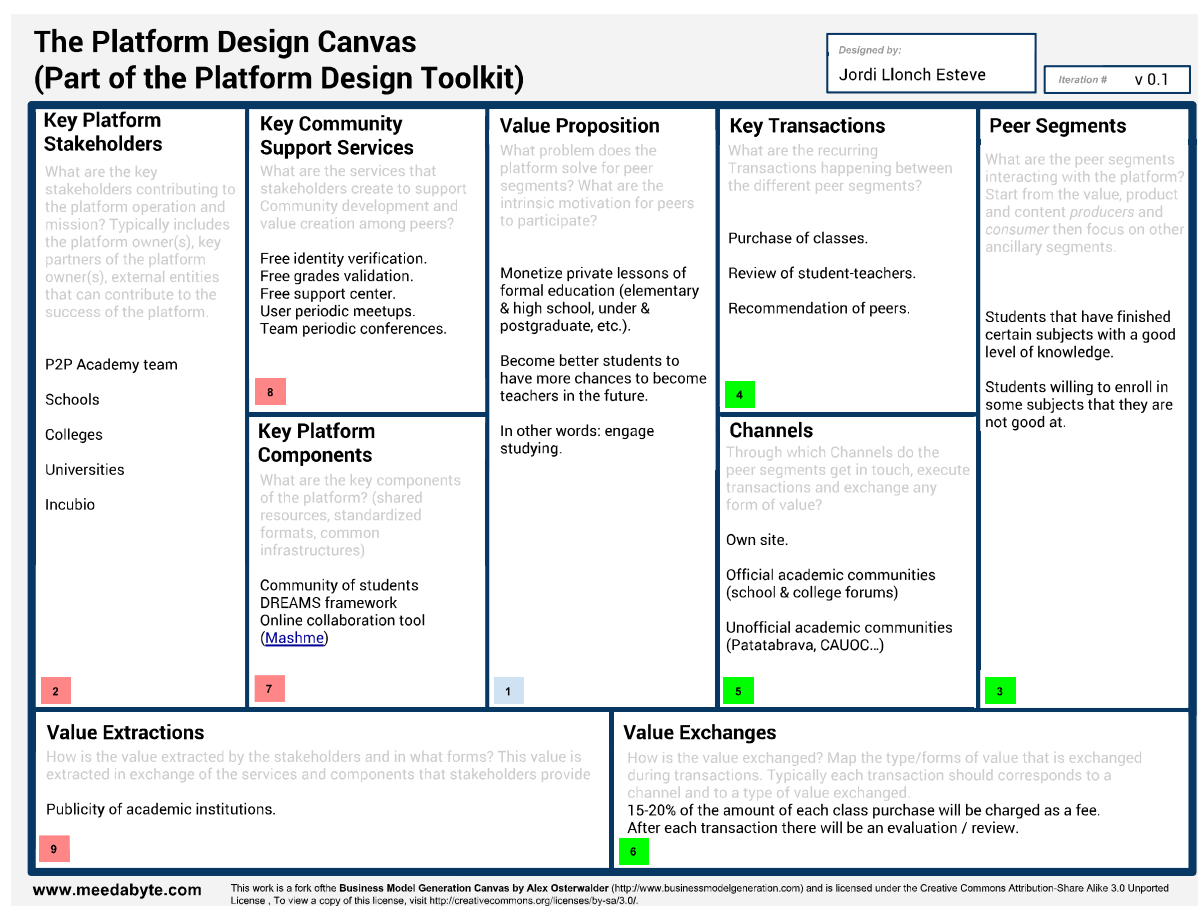 The Platform Design Canvas
(Part of the Platform Design Toolkit)
Designed by:
Jordi Llonch Esteve
Iteration # v 0.1
Key Platform
Stakeholders
What are the key
stakeholders contributing to
the platform operation and
mission? Typically includes
the platform owner(s), key
partners of the platform
owner(s), external entities
that can contribute to the
success of the platform.
P2P Academy team
Schools
Colleges
Universities
Incubio
2
Key Community
Support Services
What are the services that
stakeholders create to support
Community development and
value creation among peers?
Free identity verification.
Free grades validation.
Free support center.
User periodic meetups.
Team periodic conferences.
8
Key Platform
Components
What are the key components
of the platform? (shared
resources, standardized
formats, common
infrastructures)
Community of students
DREAMS framework
Online collaboration tool
(Mashme)
7
Value Proposition
What problem does the
platform solve for peer
segments? What are the
intrinsic motivation for peers
to participate?
Monetize private lessons of
formal education (elementary
& high school, under &
postgraduate, etc.).
Become better students to
have more chances to become
teachers in the future.
In other words: engage
studying.
1
Key Transactions
What are the recurring
Transactions happening between
the different peer segments?
Purchase of classes.
Review of student-teachers.
Recommendation of peers.
4
Channels
Through which Channels do the
peer segments get in touch, execute
transactions and exchange any
form of value?
Own site.
Official academic communities
(school & college forums)
Unofficial academic communities
(Patatabrava, CAUOC...)
5
Peer Segments
What are the peer segments
interacting with the platform?
Start from the value, product
and content producers and
consumer then focus on other
ancillary segments.
Students that have finished
certain subjects with a good
level of knowledge.
Students willing to enroll in
some subjects that they are
not good at.
3
Value Extractions
How is the value extracted by the stakeholders and in what forms? This value is
extracted in exchange of the services and components that stakeholders provide
Publicity of academic institutions.
9
Value Exchanges
How is the value exchanged? Map the type/forms of value that is exchanged
during transactions. Typically each transaction should corresponds to a
channel and to a type of value exchanged.
15-20% of the amount of each class purchase will be charged as a fee.
After each transaction there will be an evaluation / review.
6
www.meedabyte.com
This work is a fork ofthe Business Model Generation Canvas by Alex Osterwalder (http://www.businessmodelgeneration.com) and is licensed under the Creative Commons Attribution-Share Alike 3.0 Unported
License , To view a copy of this license, visit http://creativecommons.org/licenses/by-sa/3.0/.